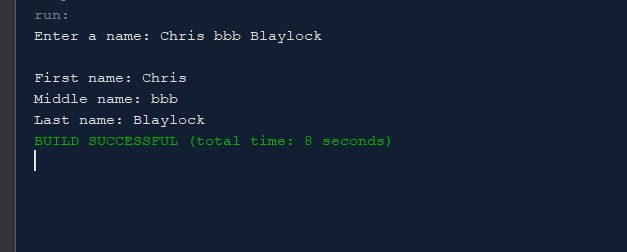 run:
Enter a name: Chris bbb Blaylock
First name: Chris
Middle name: bbb
Last name: Blaylock
BUILD SUCCESSFUL (total time: 8 seconds)